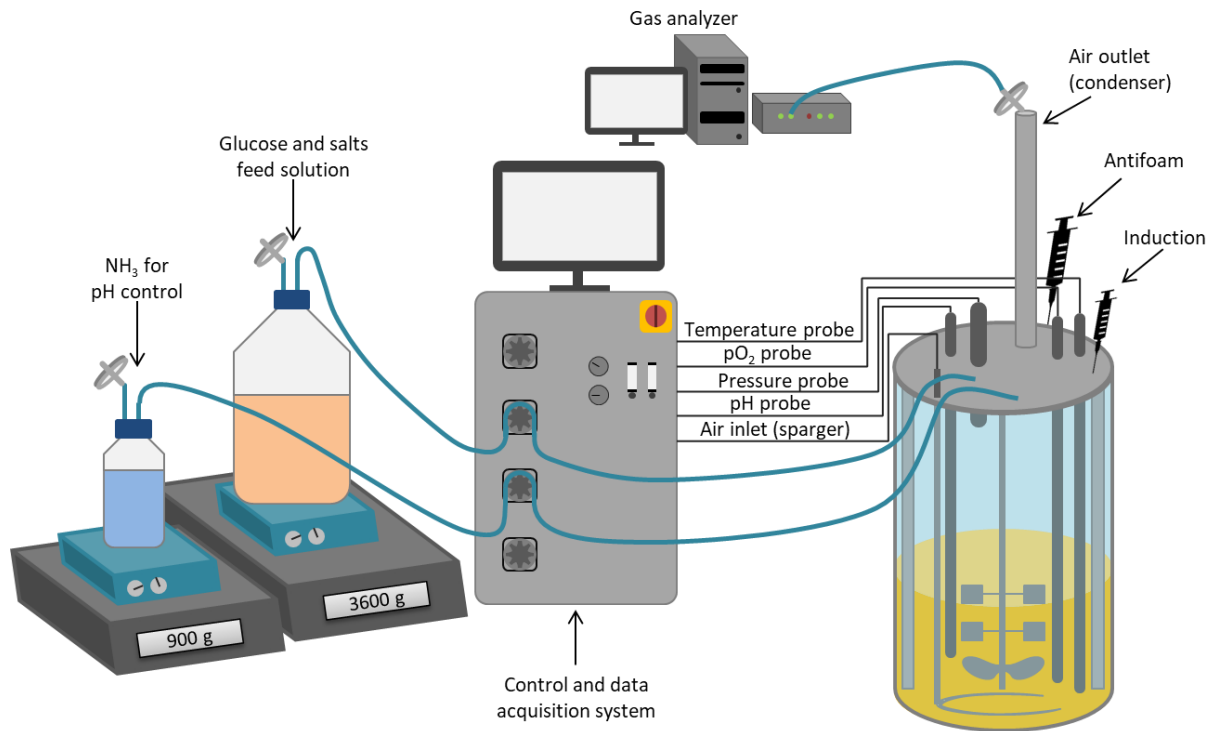 Gas analyzer
Air outlet
(condenser)
Glucose and salts
feed solution
Antifoam
Induction
NH₃ for
pH control
Temperature probe
pO₂ probe
Pressure probe
pH probe
Air inlet (sparger)
3600 g
900 g
Control and data
acquisition system